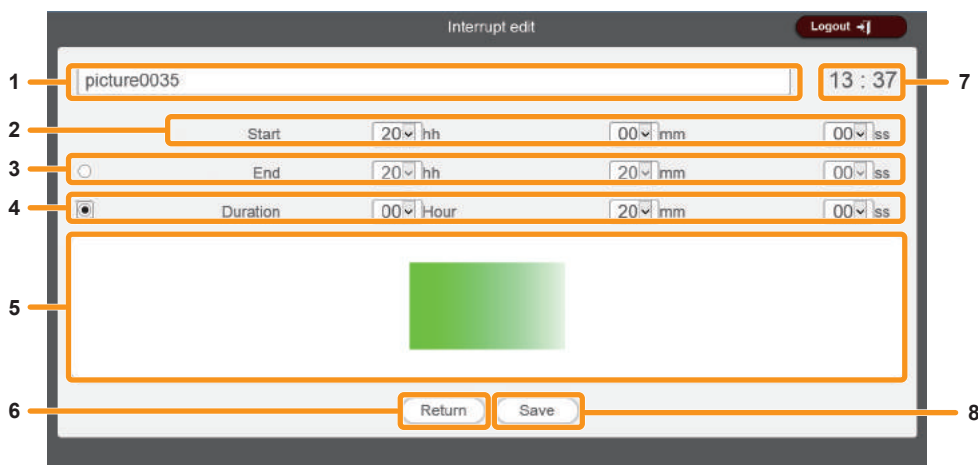 Interrupt edit Logout
1 picture0035 13 : 37 7
2 Start 20 hh 00 mm 00 ss
3 End 20 hh 20 mm 00 ss
4 Duration 00 Hour 20 mm 00 ss
5
6 Return Save 8